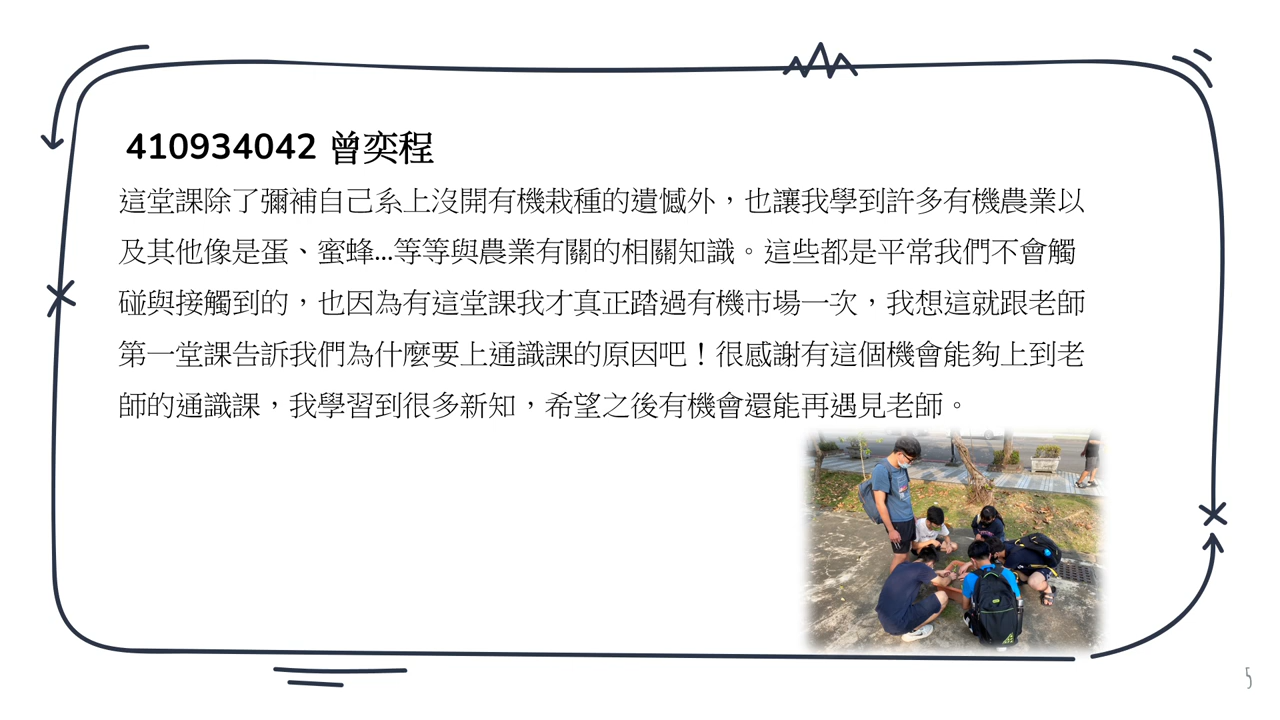 410934042 曾奕程
這堂課除了彌補自己系上沒開有機栽種的遺憾外，也讓我學到許多有機農業以
及其他像是蛋、蜜蜂...等等與農業有關的相關知識。這些都是平常我們不會觸
碰與接觸到的，也因為有這堂課我才真正踏過有機市場一次，我想這就跟老師
第一堂課告訴我們為什麼要上通識課的原因吧！很感謝有這個機會能夠上到老
師的通識課，我學習到很多新知，希望之後有機會還能再遇見老師。
5